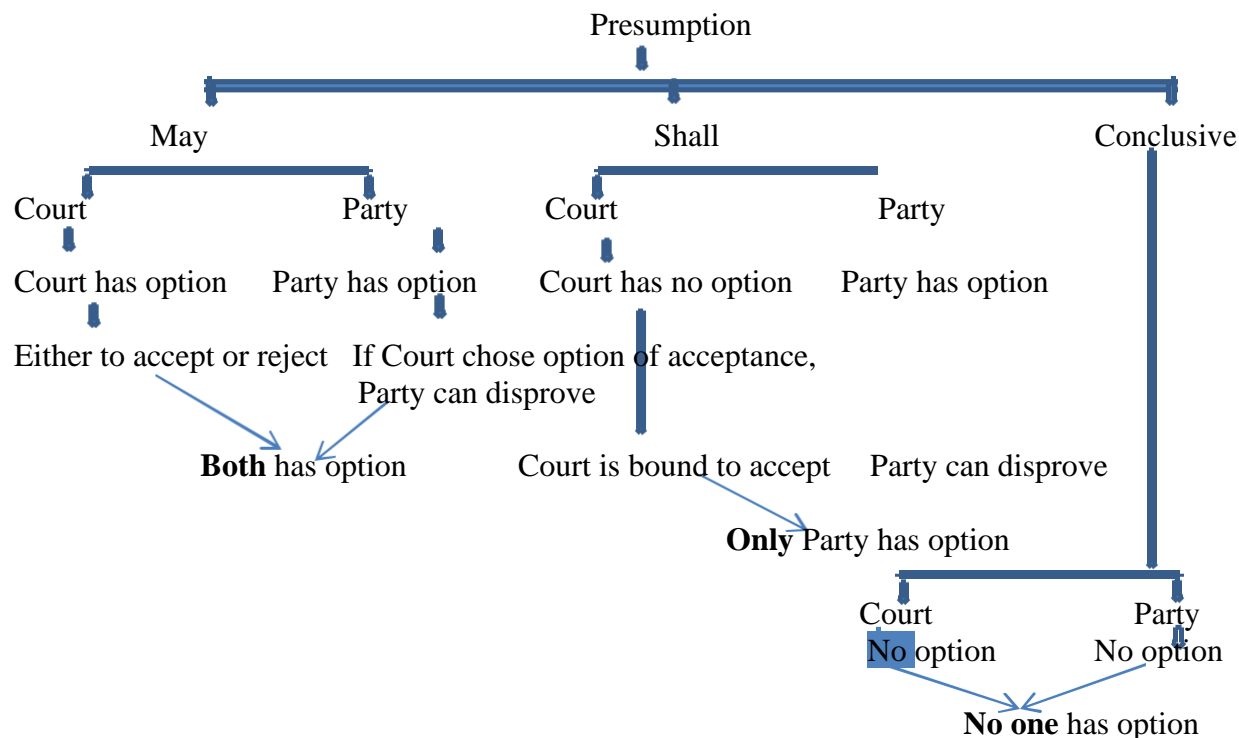 Presumption
May Shall Conclusive
Court Party Court Party
Court has option Party has option Court has no option Party has option
Either to accept or reject If Court chose option of acceptance,
Party can disprove
Both has option Court is bound to accept Party can disprove
Only Party has option
Court Party
No option No option
No one has option